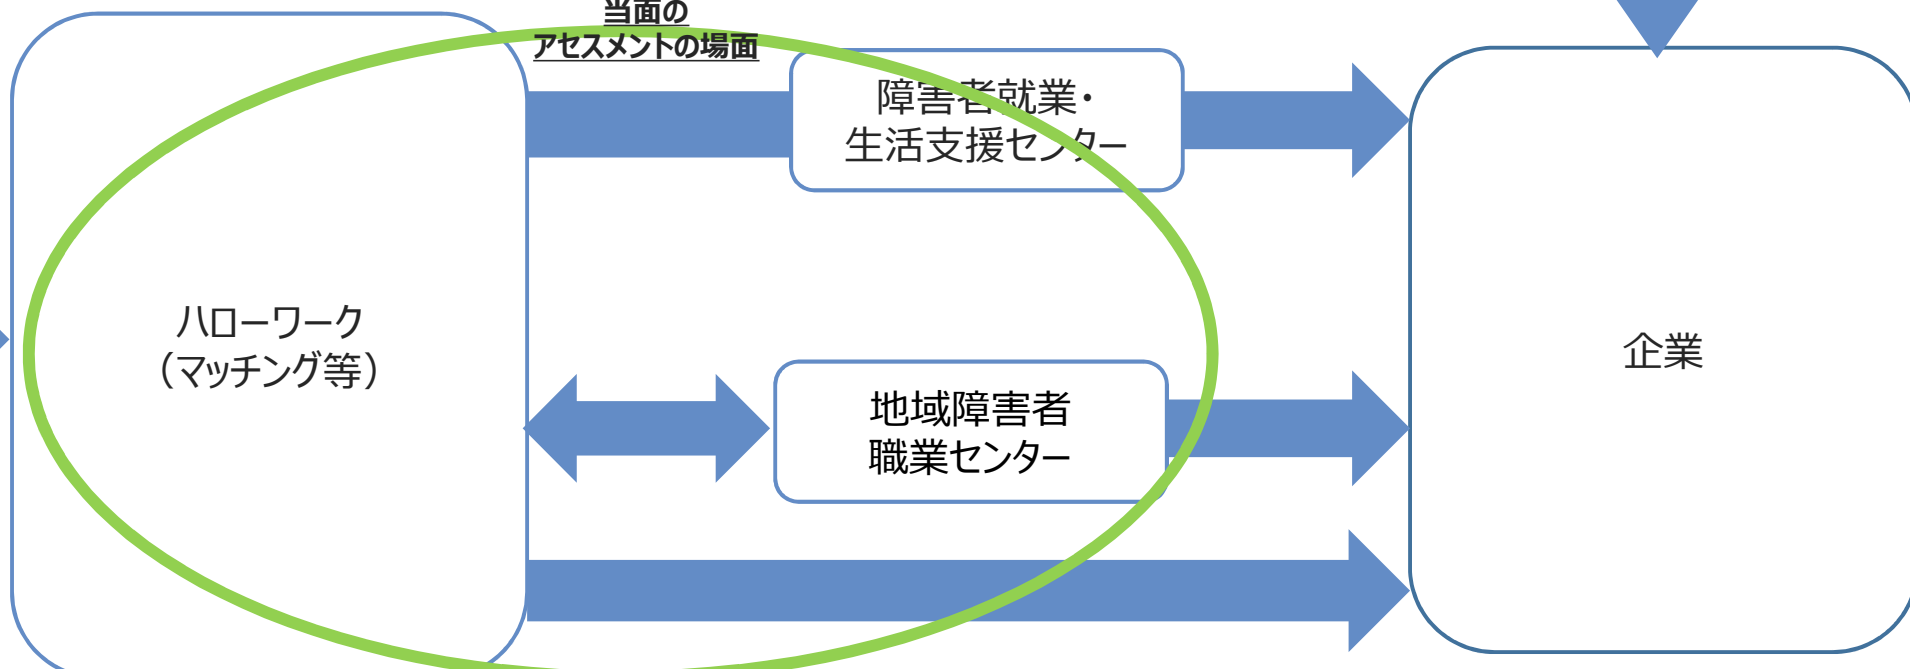 当面の
アセスメントの場面
障害者就業・
生活支援センター
ハローワーク
（マッチング等）
地域障害者
職業センター
企業